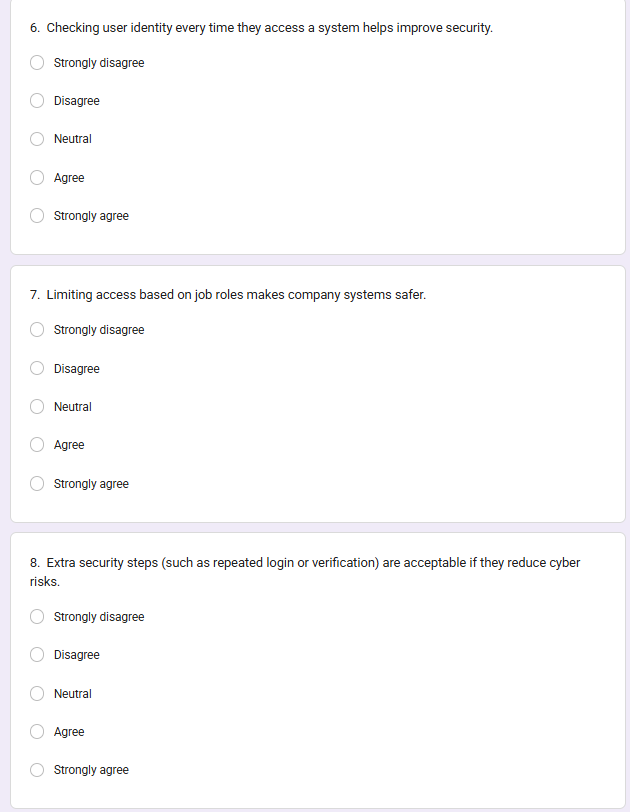 6. Checking user identity every time they access a system helps improve security.
Strongly disagree
Disagree
Neutral
Agree
Strongly agree
7. Limiting access based on job roles makes company systems safer.
Strongly disagree
Disagree
Neutral
Agree
Strongly agree
8. Extra security steps (such as repeated login or verification) are acceptable if they reduce cyber
risks.
Strongly disagree
Disagree
Neutral
Agree
Strongly agree